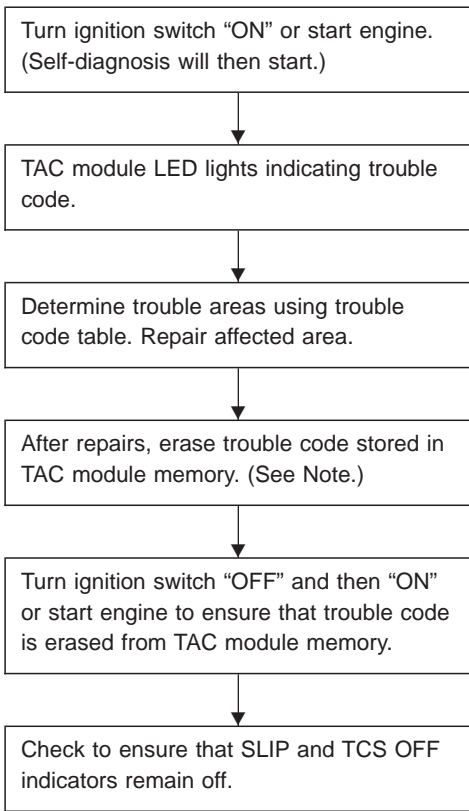 Turn ignition switch “ON” or start engine.
(Self-diagnosis will then start.)
TAC module LED lights indicating trouble
code.
Determine trouble areas using trouble
code table. Repair affected area.
After repairs, erase trouble code stored in
TAC module memory. (See Note.)
Turn ignition switch “OFF” and then “ON”
or start engine to ensure that trouble code
is erased from TAC module memory.
Check to ensure that SLIP and TCS OFF
indicators remain off.